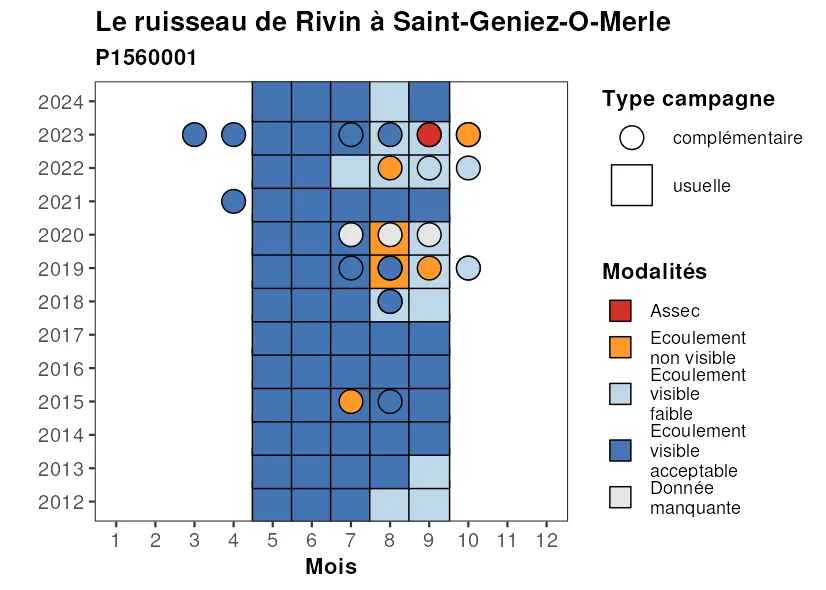 Le ruisseau de Rivin à Saint-Geniez-O-Merle
P1560001
2024
2023
2022
2021
2020
2019
2018
2017
2016
2015
2014
2013
2012
1 2 3 4 5 6 7 8 9 10 11 12
Mois
Type campagne
complémentaire
usuelle
Modalités
Assec
Ecoulement
non visible
Ecoulement
visible
faible
Ecoulement
visible
acceptable
Donnée
manquante